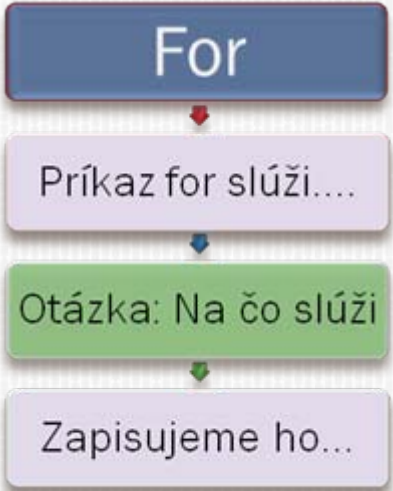 For
Príkaz for slúži....
Otázka: Na čo slúži
Zapisujeme ho...